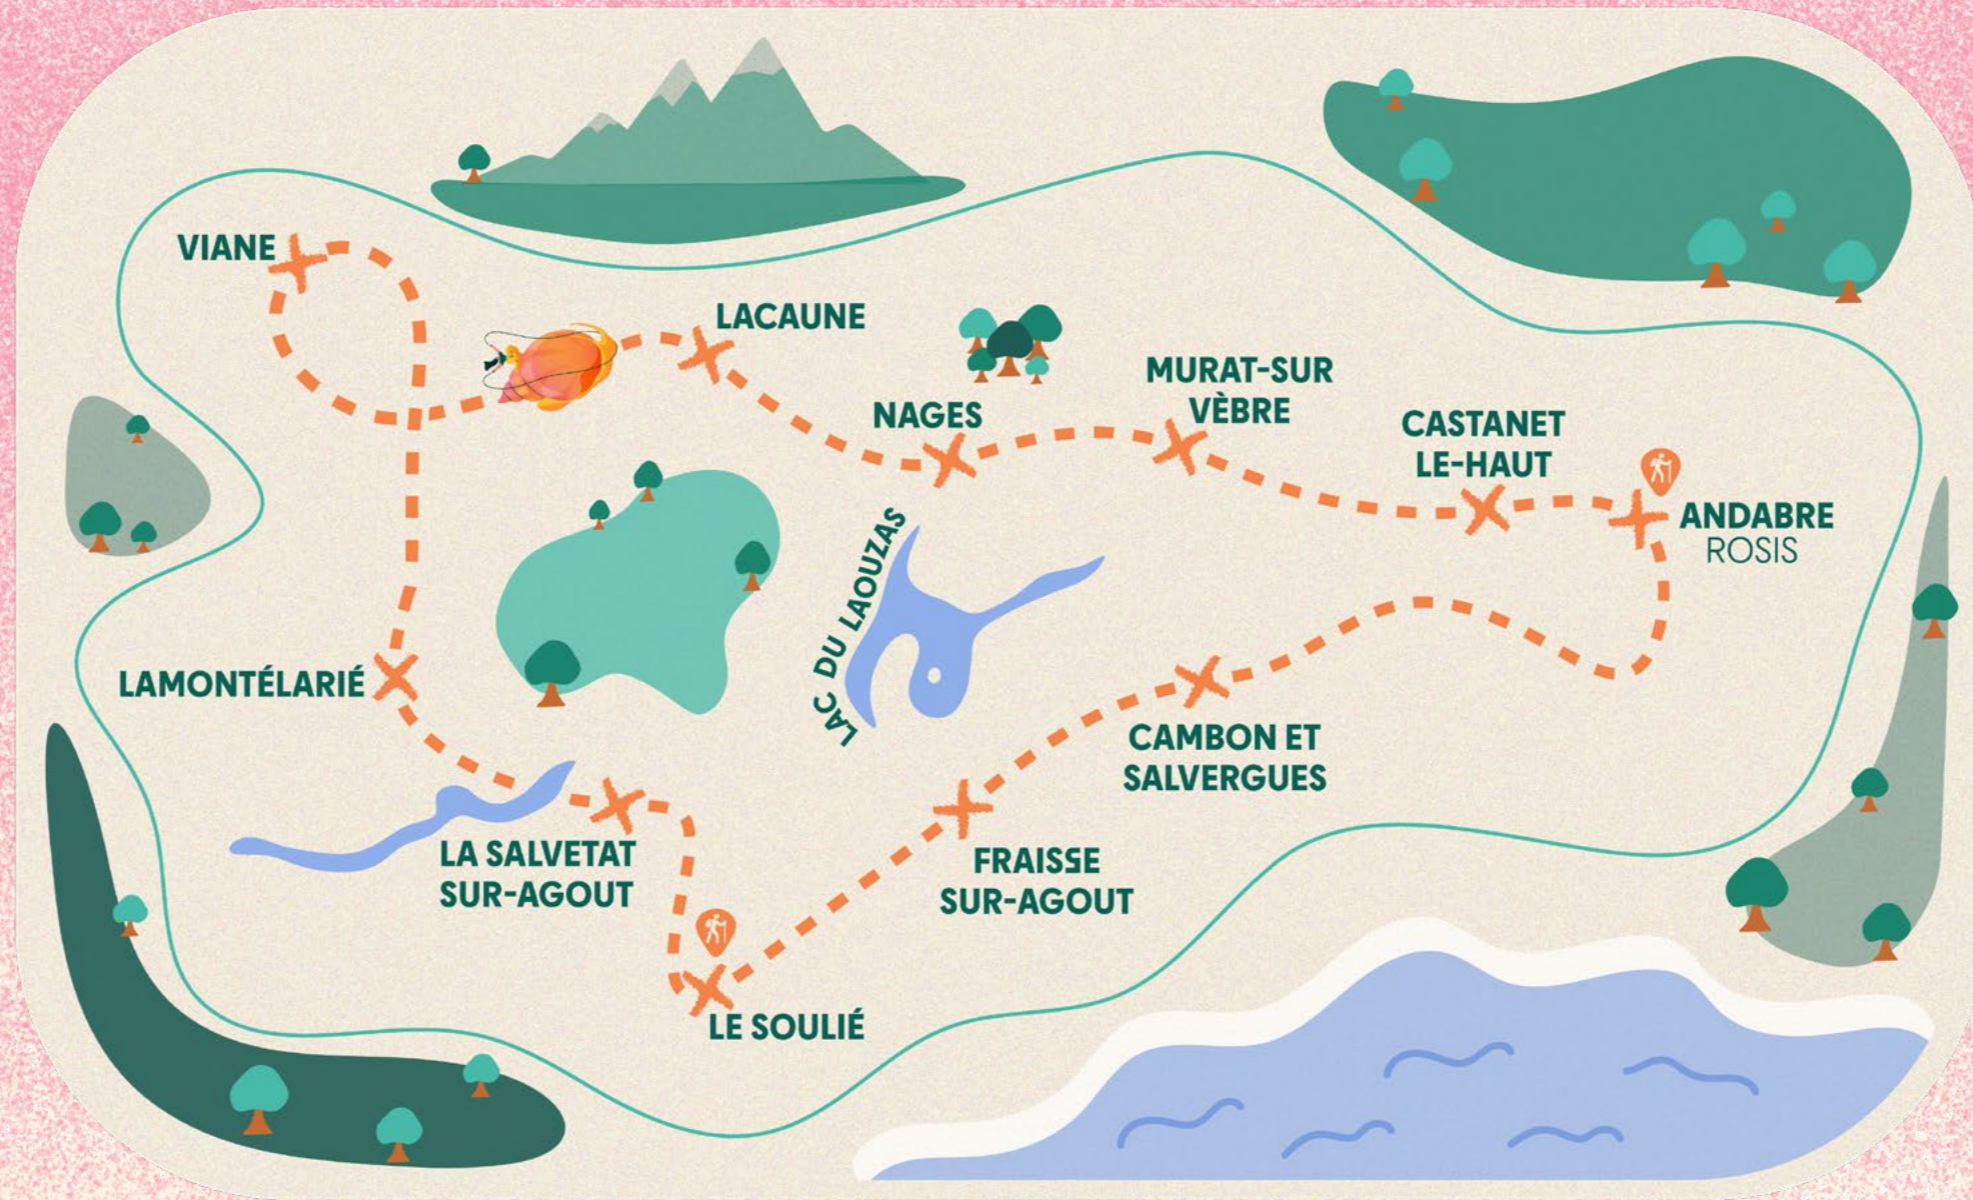 VIANE
LACAUNE
NAGES
MURAT-SUR
VÈBRE
CASTANET
LE-HAUT
ANDABRE
ROSIS
LAC DU LAOUZAS
LAMONTÉLARIÉ
CAMBON ET
SALVERGUES
LA SALVETAT
SUR-AGOUT
FRAISSE
SUR-AGOUT
LE SOULIÉ